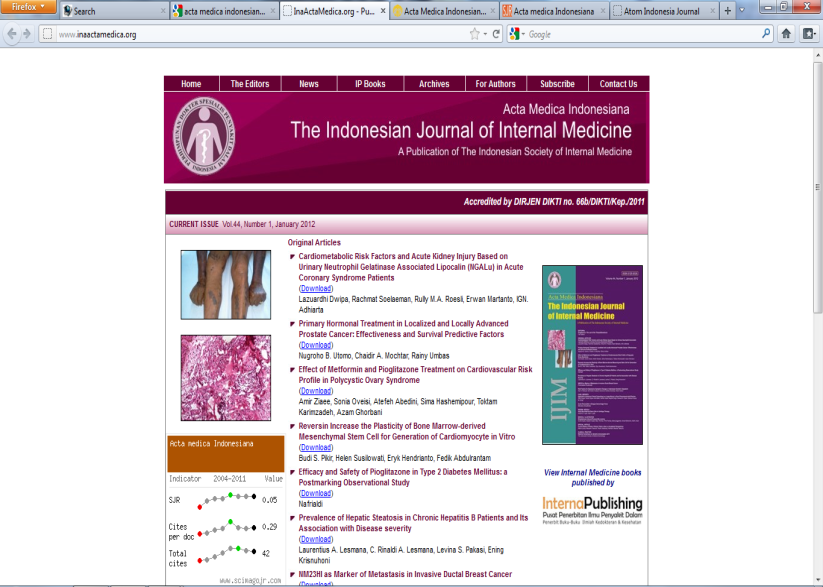 Firefox
Search
acta medica indonesian...
InaActaMedica.org - Pu...
Acta Medica Indonesian...
Acta medica Indonesiana
Atom Indonesia Journal
www.inaactamedica.org
Google
Home
The Editors
News
IP Books
Archives
For Authors
Subscribe
Contact Us
Acta Medica Indonesiana
The Indonesian Journal of Internal Medicine
A Publication of The Indonesian Society of Internal Medicine
Accredited by DIRJEN DIKTI no. 66b/DIKTI/Kep./2011
CURRENT ISSUE Vol.44, Number 1, January 2012
Original Articles
Cardiometabolic Risk Factors and Acute Kidney Injury Based on
Urinary Neutrophil Gelatinase Associated Lipocalin (NGALu) in Acute
Coronary Syndrome Patients
(Download)
Lazuardhi Dwipa, Rachmat Soelaeman, Rully M.A. Roesli, Erwan Martanto, IGN.
Adhiarta
Primary Hormonal Treatment in Localized and Locally Advanced
Prostate Cancer: Effectiveness and Survival Predictive Factors
(Download)
Nugroho B. Utomo, Chaidir A. Mochtar, Rainy Umbas
Effect of Metformin and Pioglitazone Treatment on Cardiovascular Risk
Profile in Polycystic Ovary Syndrome
(Download)
Amir Ziaee, Sonia Oveisi, Atefeh Abedini, Sima Hashemipour, Toktam
Karimzadeh, Azam Ghorbani
Reversin Increase the Plasticity of Bone Marrow-derived
Mesenchymal Stem Cell for Generation of Cardiomyocyte in Vitro
(Download)
Budi S. Pikir, Helen Susilowati, Eryk Hendrianto, Fedik Abdulrantam
Efficacy and Safety of Pioglitazone in Type 2 Diabetes Mellitus: a
Postmarking Observational Study
(Download)
Nafrialdi
Prevalence of Hepatic Steatosis in Chronic Hepatitis B Patients and Its
Association with Disease severity
(Download)
Laurentius A. Lesmana, C. Rinaldi A. Lesmana, Levina S. Pakasi, Ening
Krisnuhoni
NM23HI as Marker of Metastasis in Invasive Ductal Breast Cancer
(Download)
Acta medica Indonesiana
Indicator 2004-2011 Value
SJR 0.05
Cites
per doc 0.29
Total
cites 42
www.scimagojr.com
Acta Medica Indonesiana
The Indonesian Journal
of Internal Medicine
IJIM
View Internal Medicine books
published by
InternaPublishing
Pusat Penerbitan Ilmu Penyakit Dalam
Penerbit Buku-Buku Ilmiah Kedokteran & Kesehatan